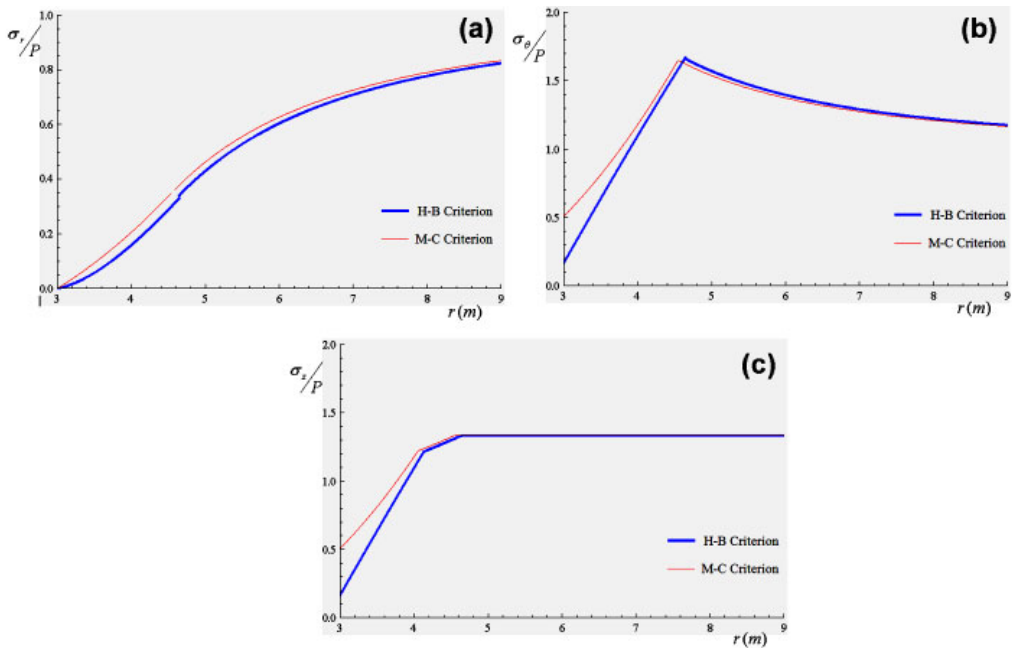 (a)
σr/P
1.0
0.8
0.6
0.4
0.2
0.0
3 4 5 6 7 8 9
r(m)
H-B Criterion
M-C Criterion
(b)
σθ/P
2.0
1.5
1.0
0.5
0.0
3 4 5 6 7 8 9
r(m)
H-B Criterion
M-C Criterion
(c)
σz/P
2.0
1.5
1.0
0.5
0.0
3 4 5 6 7 8 9
r(m)
H-B Criterion
M-C Criterion